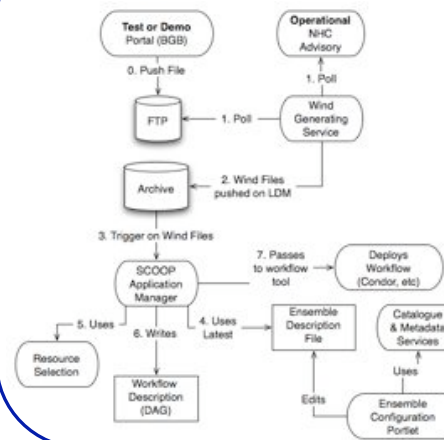 Test or Demo
Portal (BGB)
Operational
NHC
Advisory
0. Push File
1. Poll
FTP
1. Poll
Wind
Generating
Service
2. Wind Files
pushed on LDM
Archive
3. Trigger on Wind Files
SCOOP
Application
Manager
7. Passes
to workflow
tool
Deploys
Workflow
(Condor, etc)
5. Uses
6. Writes
4. Uses
Latest
Ensemble
Description
File
Catalogue
& Metadata
Services
Resource
Selection
Workflow
Description
(DAG)
Edits
Uses
Ensemble
Configuration
Portlet